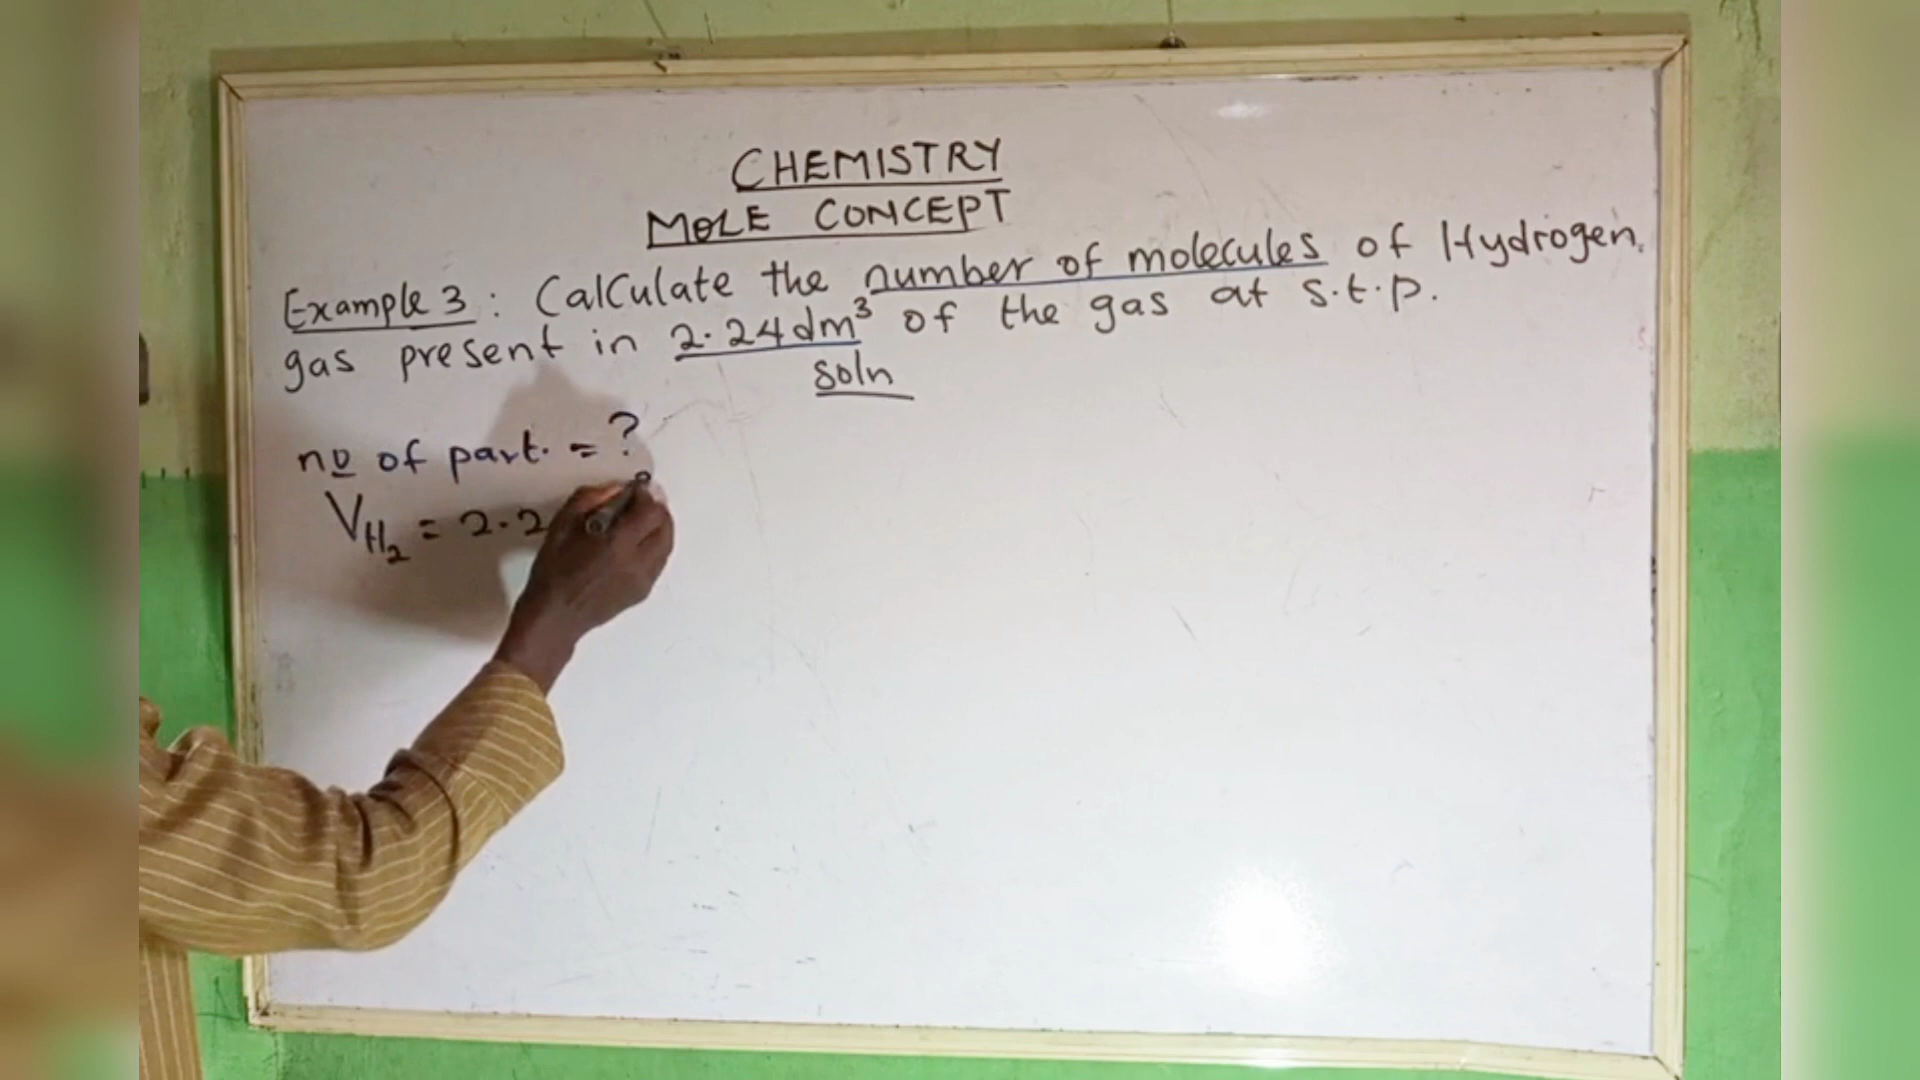 CHEMISTRY
MOLE CONCEPT
Example 3: Calculate the number of molecules of Hydrogen
gas present in 2.24dm³ of the gas at s.t.p.
soln
no of part. = ?
V_H₂ = 2.2